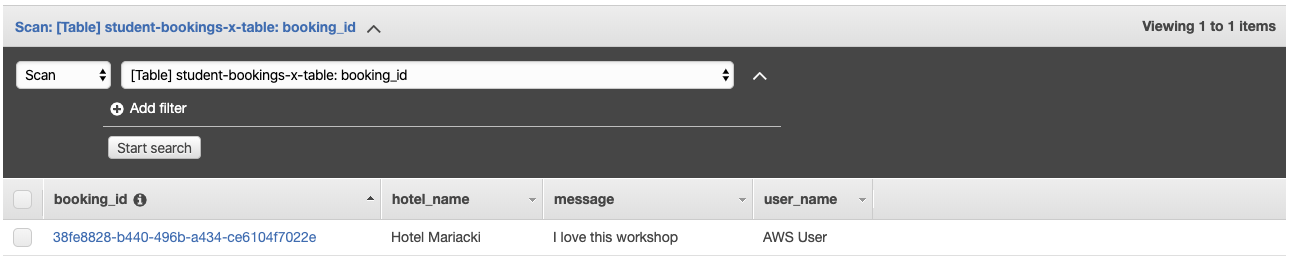 Scan: [Table] student-bookings-x-table: booking_id Viewing 1 to 1 items
Scan [Table] student-bookings-x-table: booking_id
Add filter
Start search
booking_id hotel_name message user_name
38fe8828-b440-496b-a434-ce6104f7022e Hotel Mariacki I love this workshop AWS User